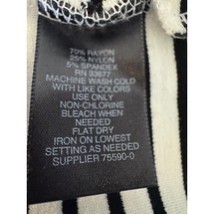 70% RAYON
25% NYLON
5% SPANDEX
RN 93677
MACHINE WASH COLD
WITH LIKE COLORS
USE ONLY
NON-CHLORINE
BLEACH WHEN
NEEDED
FLAT DRY
IRON ON LOWEST
SETTING AS NEEDED
SUPPLIER 75590-0